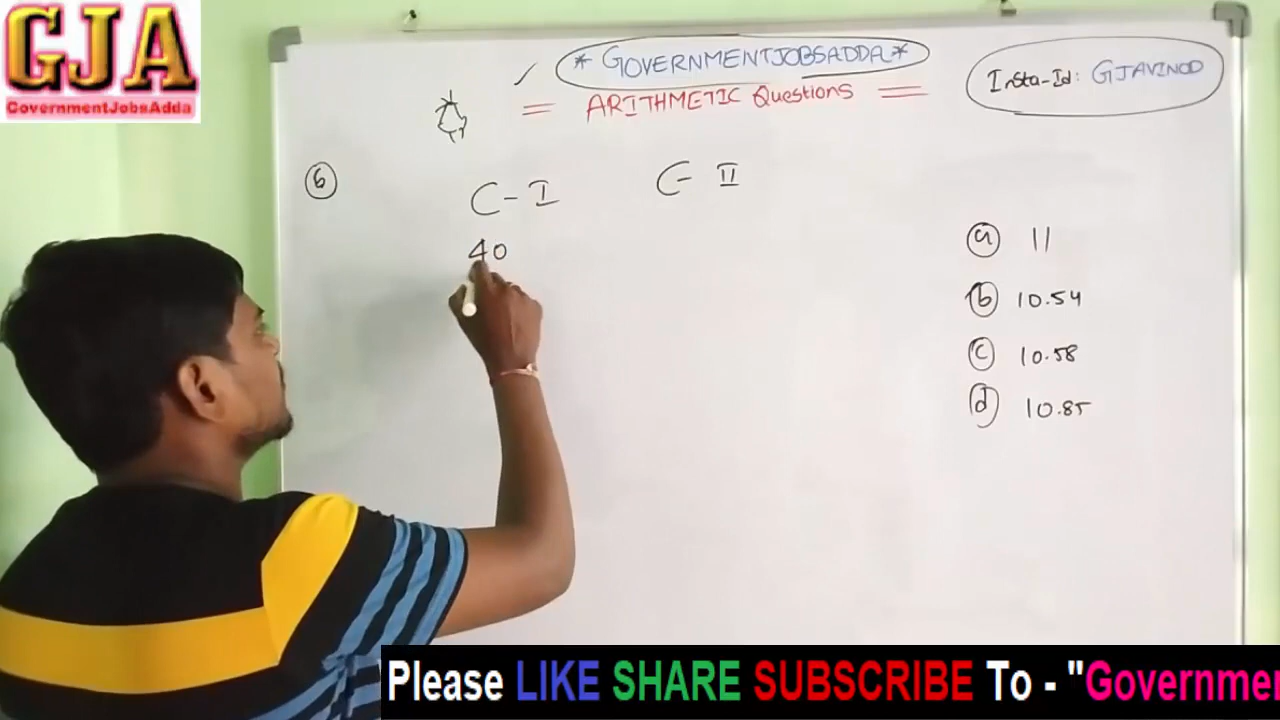 GJA
GovernmentJobsAdda
* GOVERNMENTJOBSADDA *
= ARITHMETIC Questions =
Insta-Id: GJAVINOD
6
C - I
C - II
40
a 11
b 10.54
c 10.58
d 10.85
Please LIKE SHARE SUBSCRIBE To - "Governmen